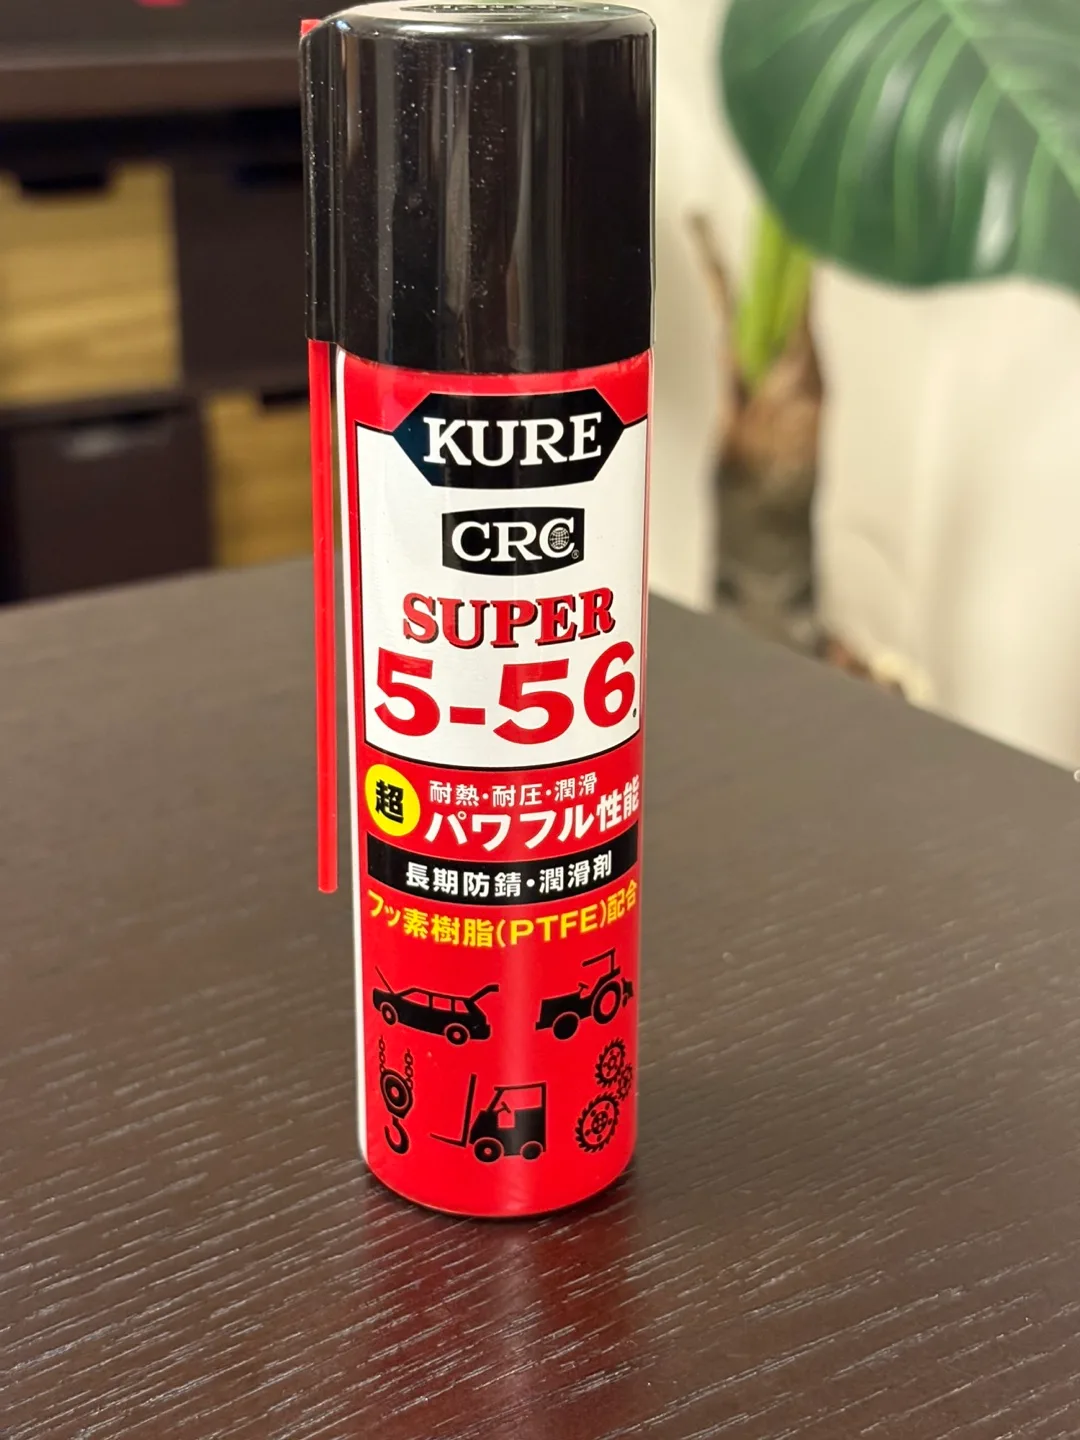 KURE
CRC®
SUPER
5-56
超
耐熱・耐圧・潤滑
パワフル性能
長期防錆・潤滑剤
フッ素樹脂(PTFE)配合